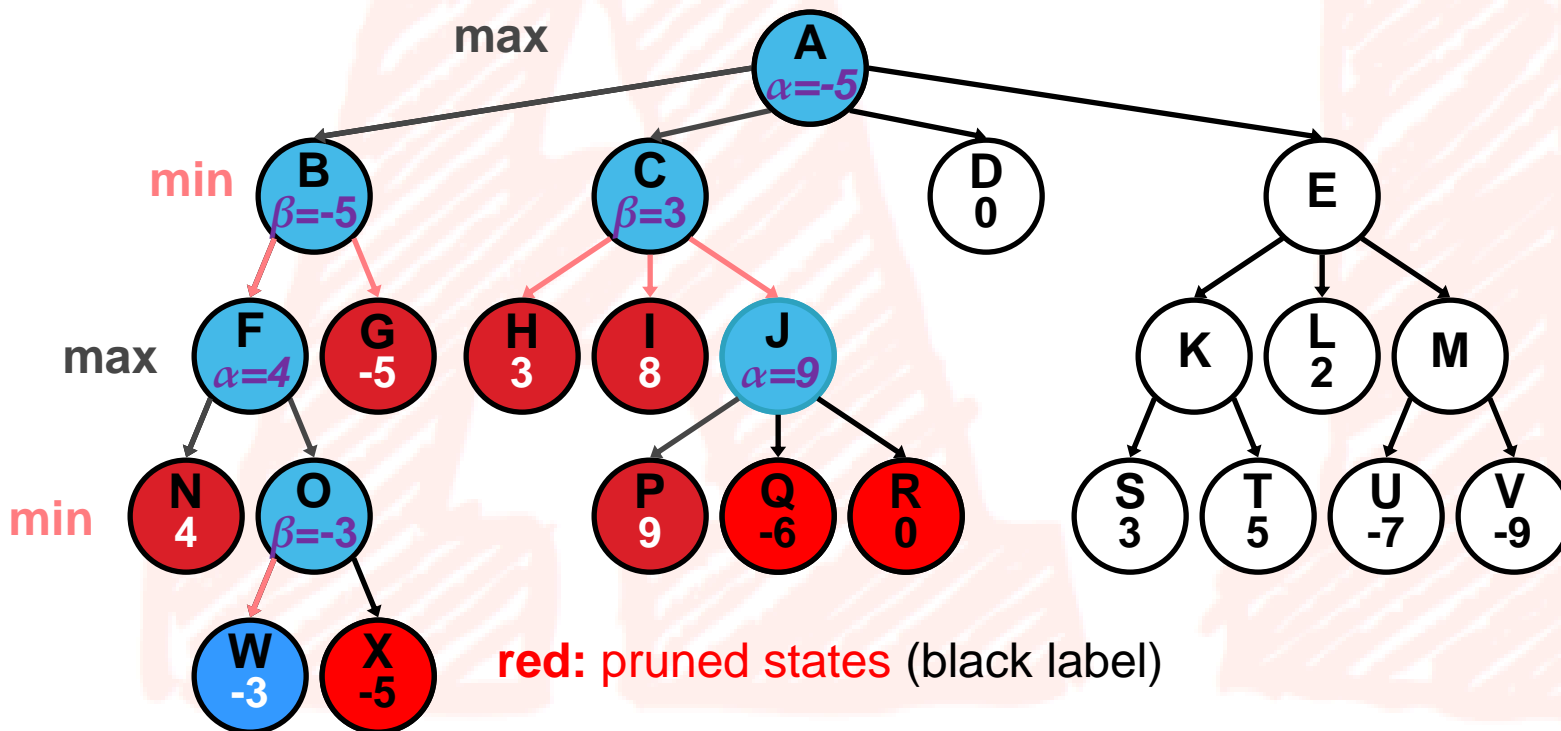 max
A
α=-5
min
B
β=-5
C
β=3
D
0
E
max
F
α=4
G
-5
H
3
I
8
J
α=9
K
L
2
M
min
N
4
O
β=-3
P
9
Q
-6
R
0
S
3
T
5
U
-7
V
-9
W
-3
X
-5
red: pruned states (black label)